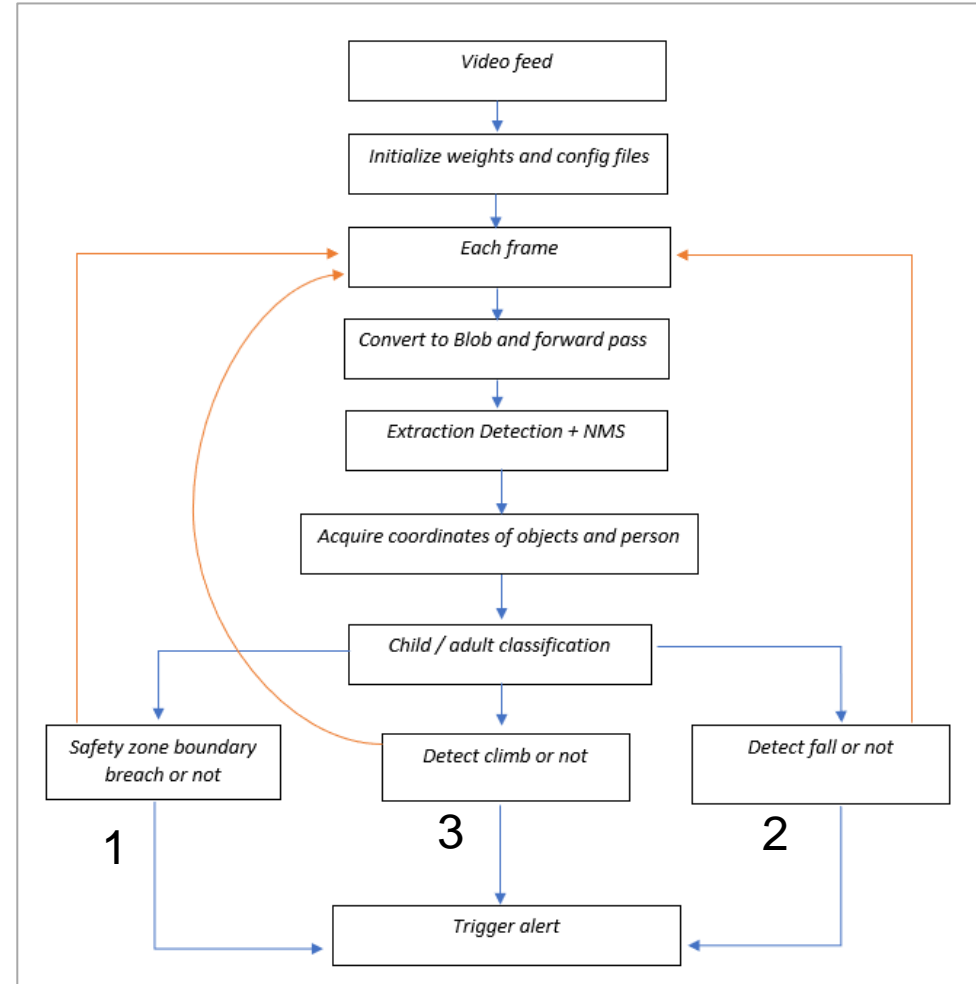 Video feed
Initialize weights and config files
Each frame
Convert to Blob and forward pass
Extraction Detection + NMS
Acquire coordinates of objects and person
Child / adult classification
Safety zone boundary
breach or not
Detect climb or not
Detect fall or not
1
3
2
Trigger alert